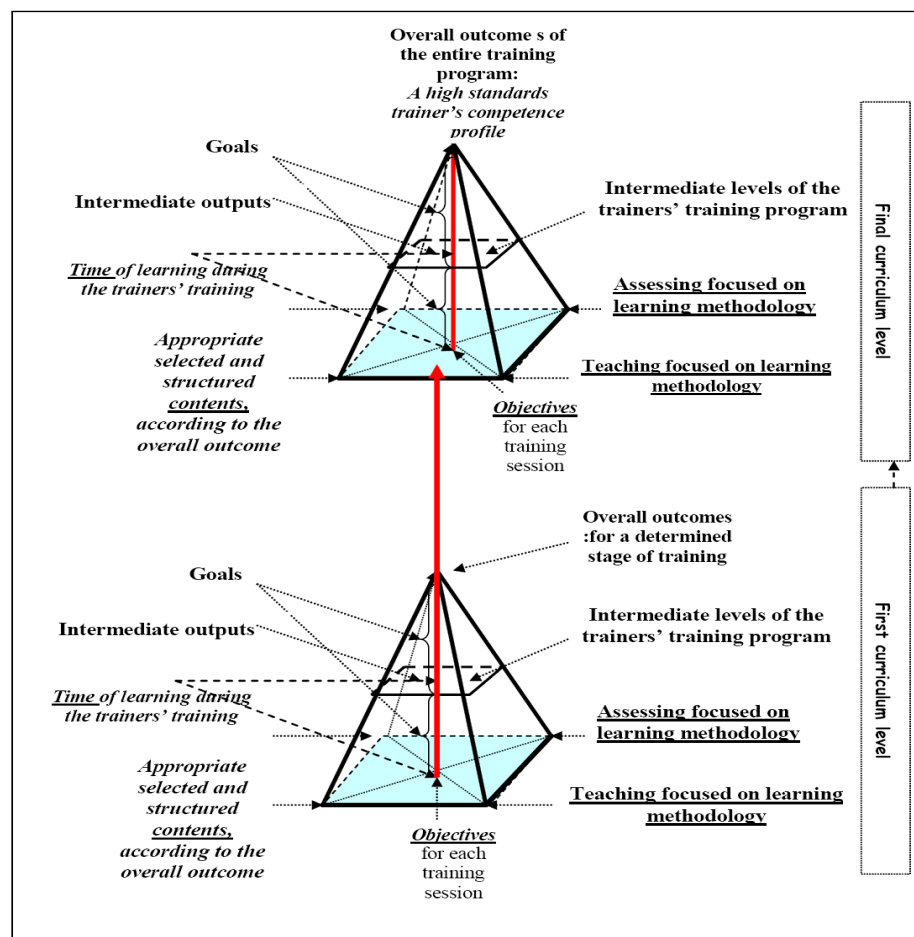 Overall outcome s of
the entire training
program:
A high standards
trainer's competence
profile
Goals
Intermediate outputs
Intermediate levels of the
trainers' training program
Time of learning during
the trainers' training
Assessing focused on
learning methodology
Appropriate
selected and
structured
contents,
according to the
overall outcome
Teaching focused on learning
methodology
Objectives
for each
training
session
Final curriculum level
Overall outcomes
:for a determined
stage of training
Goals
Intermediate outputs
Intermediate levels of the
trainers' training program
Time of learning during
the trainers' training
Assessing focused on
learning methodology
Appropriate
selected and
structured
contents,
according to the
overall outcome
Teaching focused on learning
methodology
Objectives
for each
training
session
First curriculum level